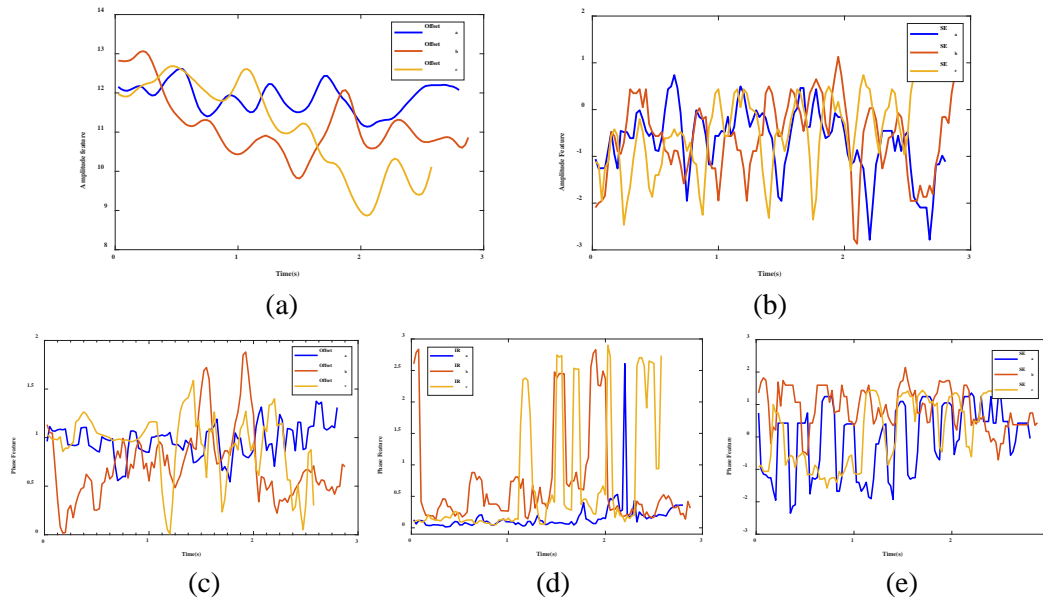 14
13
12
11
10
9
8
0
1
2
3
A mplitude feature
Time(s)
Offset a
Offset b
Offset c
(a)
2
1
0
-1
-2
-3
0
1
2
3
Amplitude Feature
Time(s)
SE a
SE b
SE c
(b)
2
1.5
1
0.5
0
0
1
2
3
Phase Feature
Time(s)
Offset a
Offset b
Offset c
(c)
3
2.5
2
1.5
1
0.5
0
0
1
2
3
Phase Feature
Time(s)
IR a
IR b
IR c
(d)
3
2
1
0
-1
-2
-3
0
1
2
Phase Feature
Time(s)
SE a
SE b
SE c
(e)